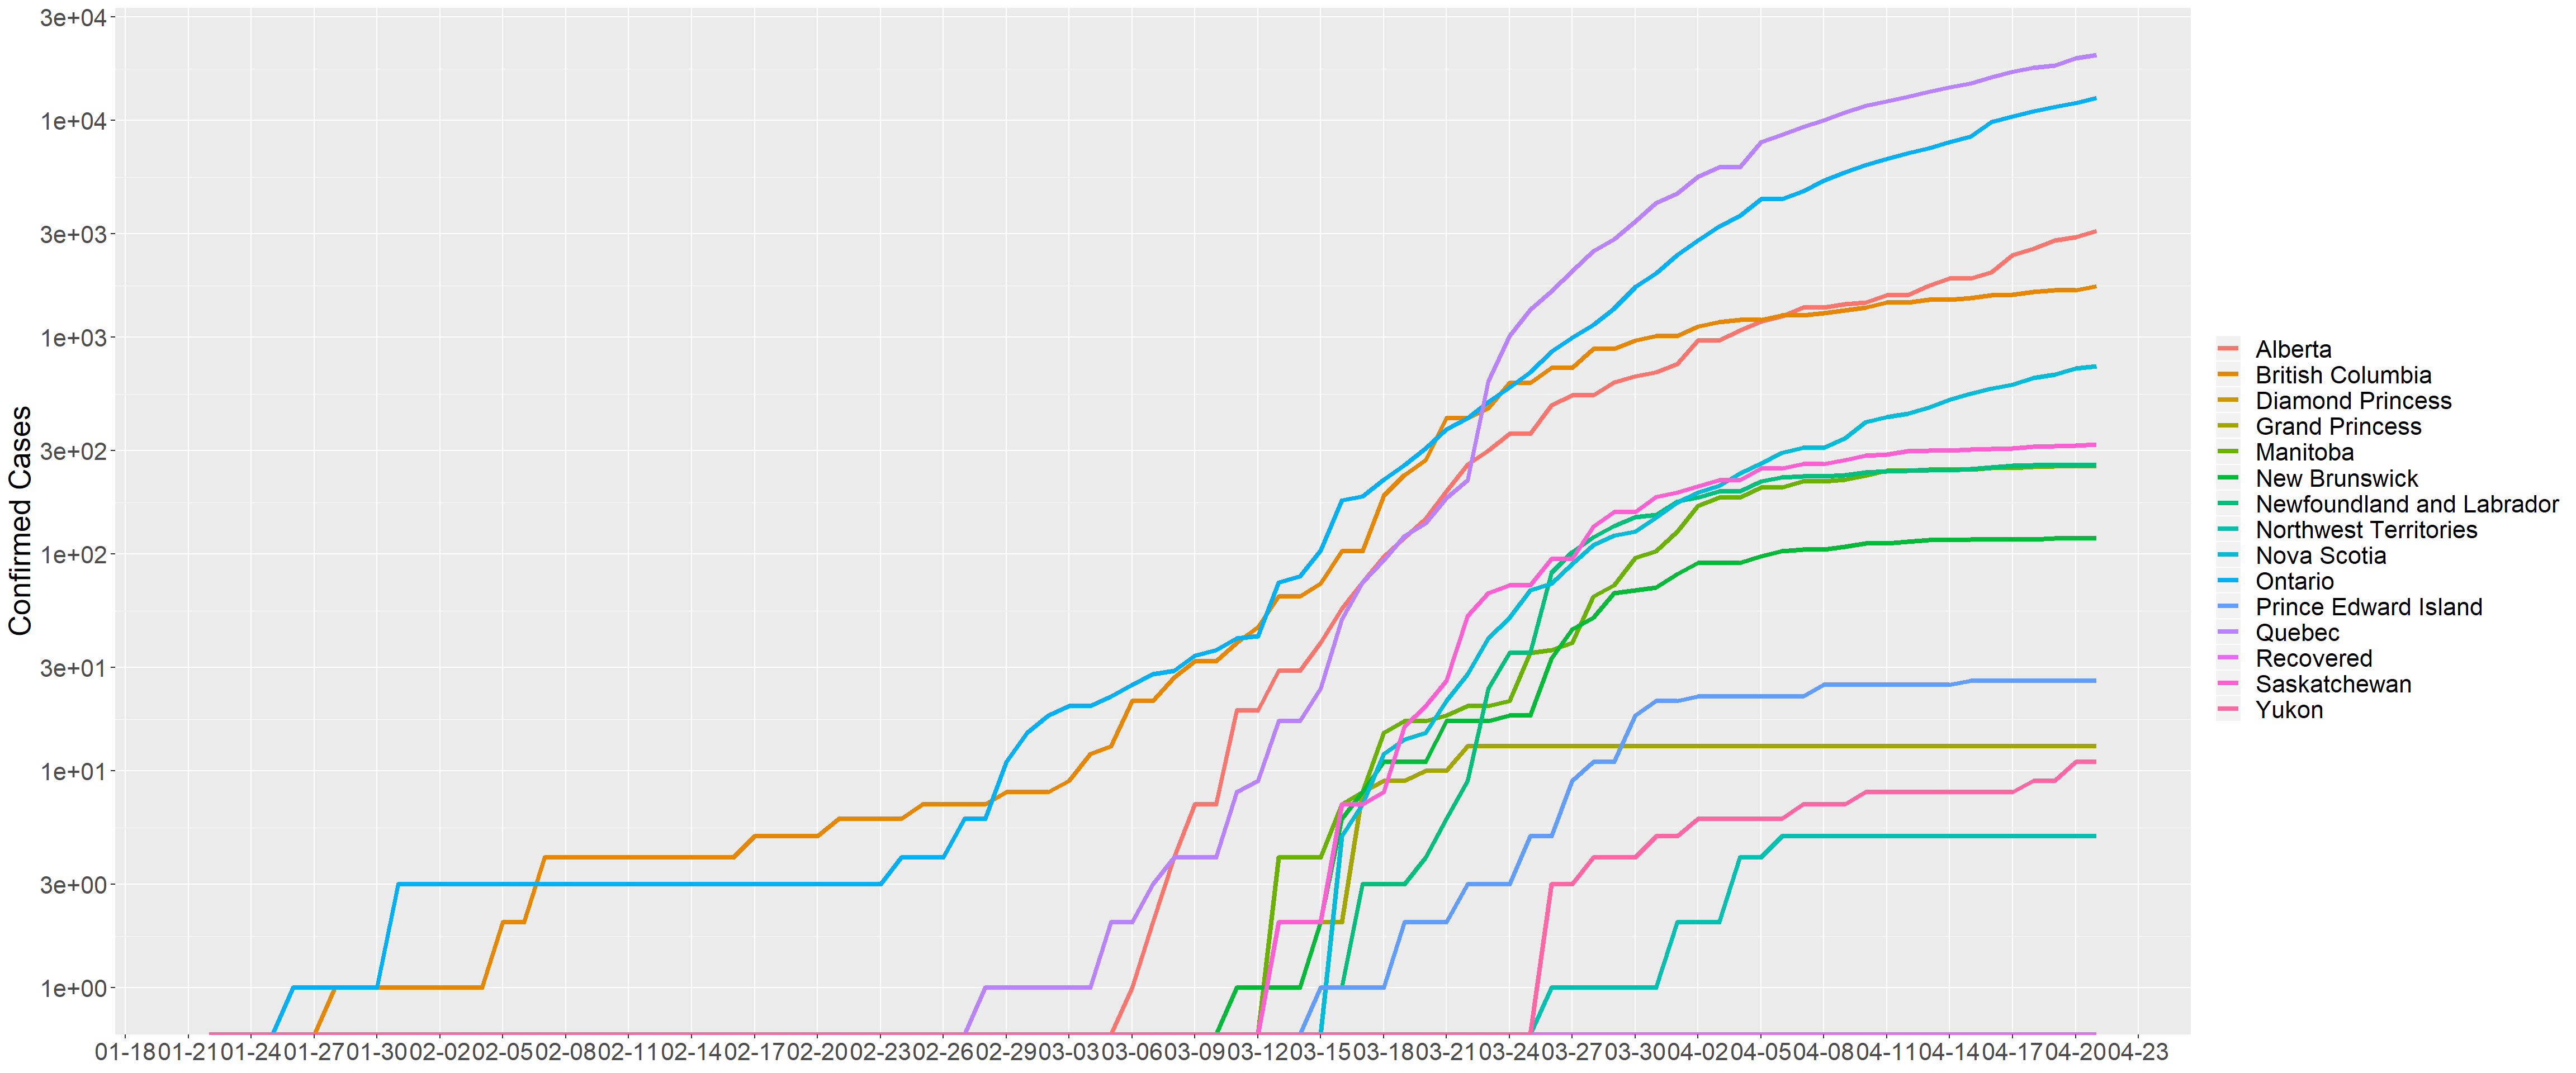 Confirmed Cases
3e+04
1e+04
3e+03
1e+03
3e+02
1e+02
3e+01
1e+01
3e+00
1e+00
01-18 01-21 01-24 01-27 01-30 02-02 02-05 02-08 02-11 02-14 02-17 02-20 02-23 02-26 02-29 03-03 03-06 03-09 03-12 03-15 03-18 03-21 03-24 03-27 03-30 04-02 04-05 04-08 04-11 04-14 04-17 04-20 04-23
Alberta
British Columbia
Diamond Princess
Grand Princess
Manitoba
New Brunswick
Newfoundland and Labrador
Northwest Territories
Nova Scotia
Ontario
Prince Edward Island
Quebec
Recovered
Saskatchewan
Yukon